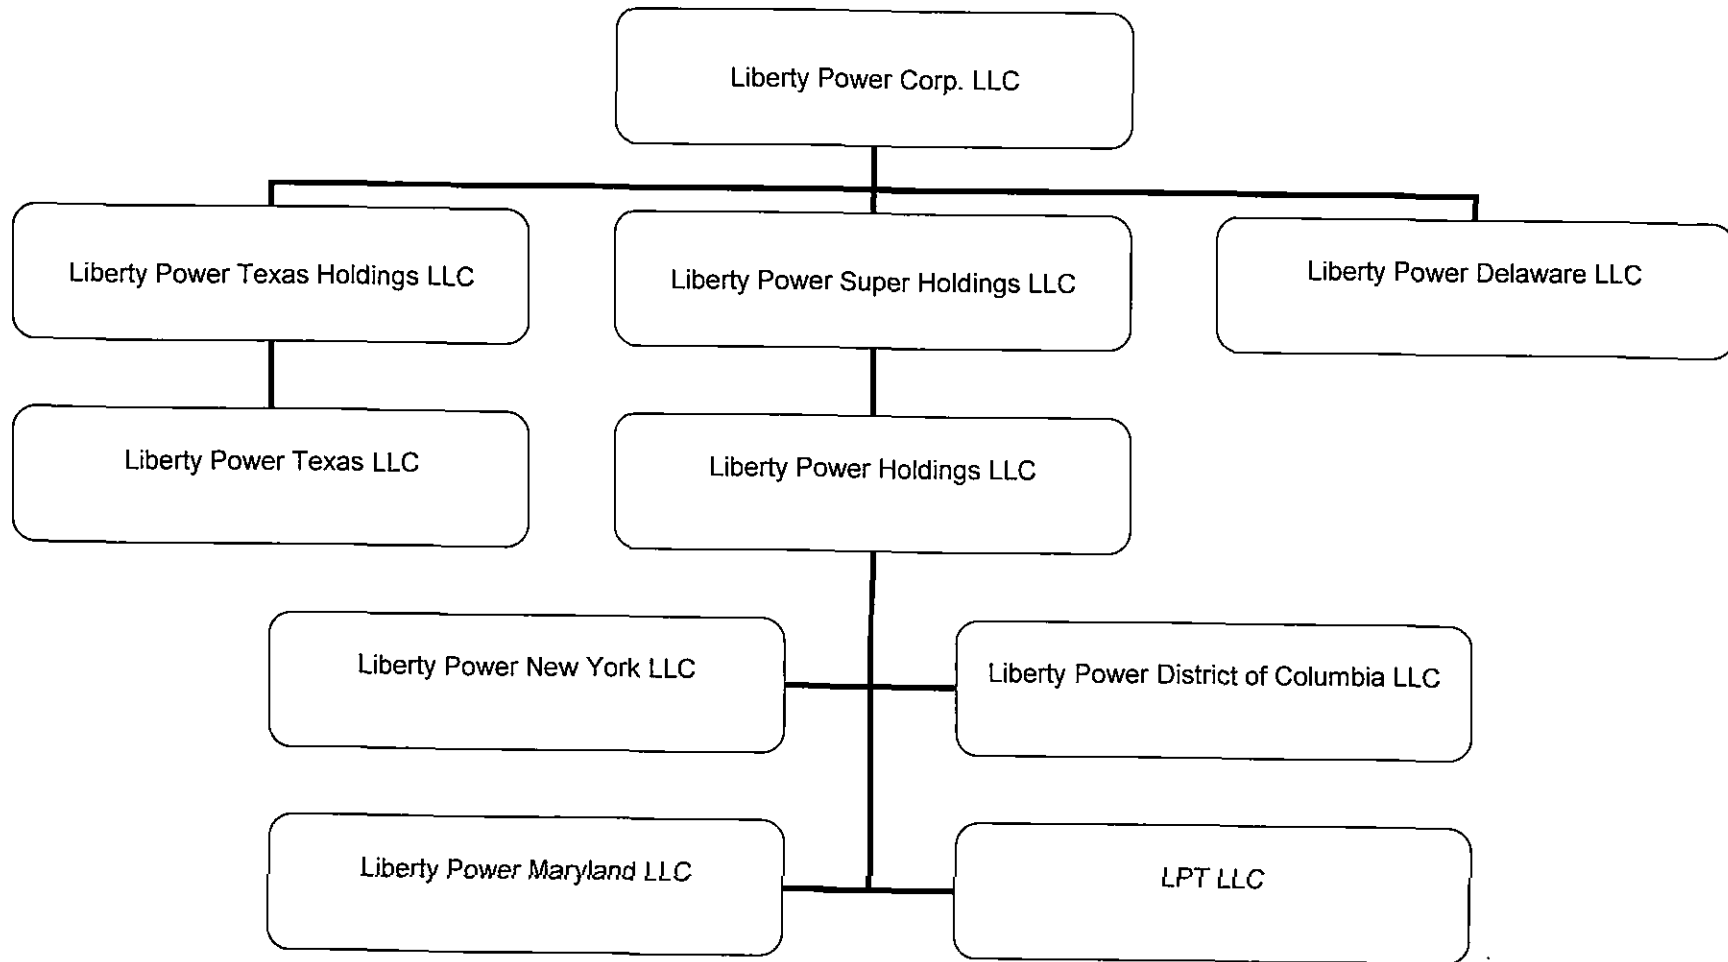 Liberty Power Corp. LLC
Liberty Power Texas Holdings LLC
Liberty Power Super Holdings LLC
Liberty Power Delaware LLC
Liberty Power Texas LLC
Liberty Power Holdings LLC
Liberty Power New York LLC
Liberty Power District of Columbia LLC
Liberty Power Maryland LLC
LPT LLC